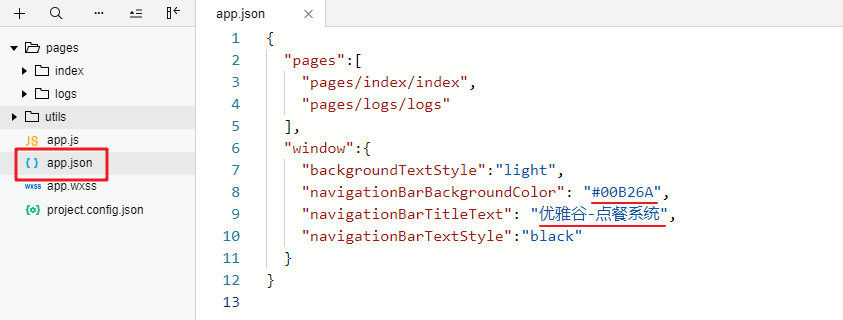 app.json
pages
index
logs
utils
JS app.js
{ } app.json
wxss app.wxss
{o} project.config.json
1 {
2 "pages":[
3 "pages/index/index",
4 "pages/logs/logs"
5 ],
6 "window":{
7 "backgroundTextStyle":"light",
8 "navigationBarBackgroundColor": "#00B26A",
9 "navigationBarTitleText": "优雅谷-点餐系统",
10 "navigationBarTextStyle":"black"
11 }
12 }
13